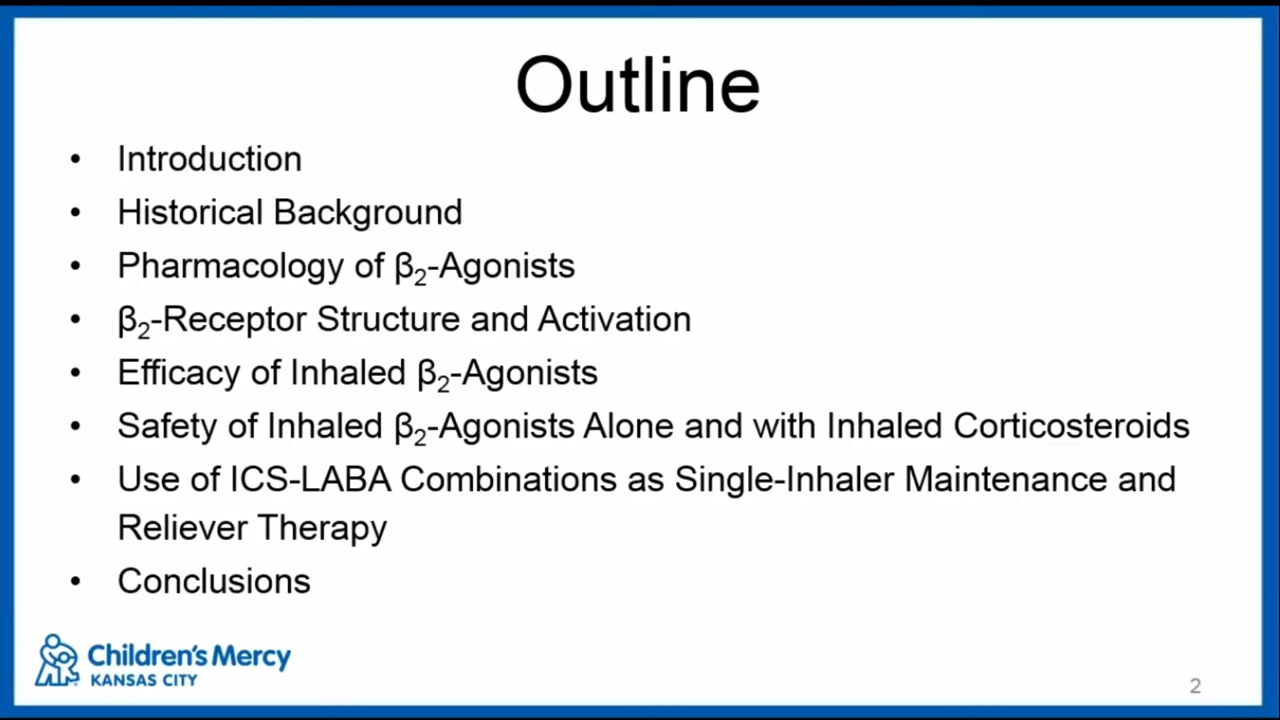 Outline
• Introduction
• Historical Background
• Pharmacology of β₂-Agonists
• β₂-Receptor Structure and Activation
• Efficacy of Inhaled β₂-Agonists
• Safety of Inhaled β₂-Agonists Alone and with Inhaled Corticosteroids
• Use of ICS-LABA Combinations as Single-Inhaler Maintenance and
Reliever Therapy
• Conclusions
Children's Mercy
KANSAS CITY
2